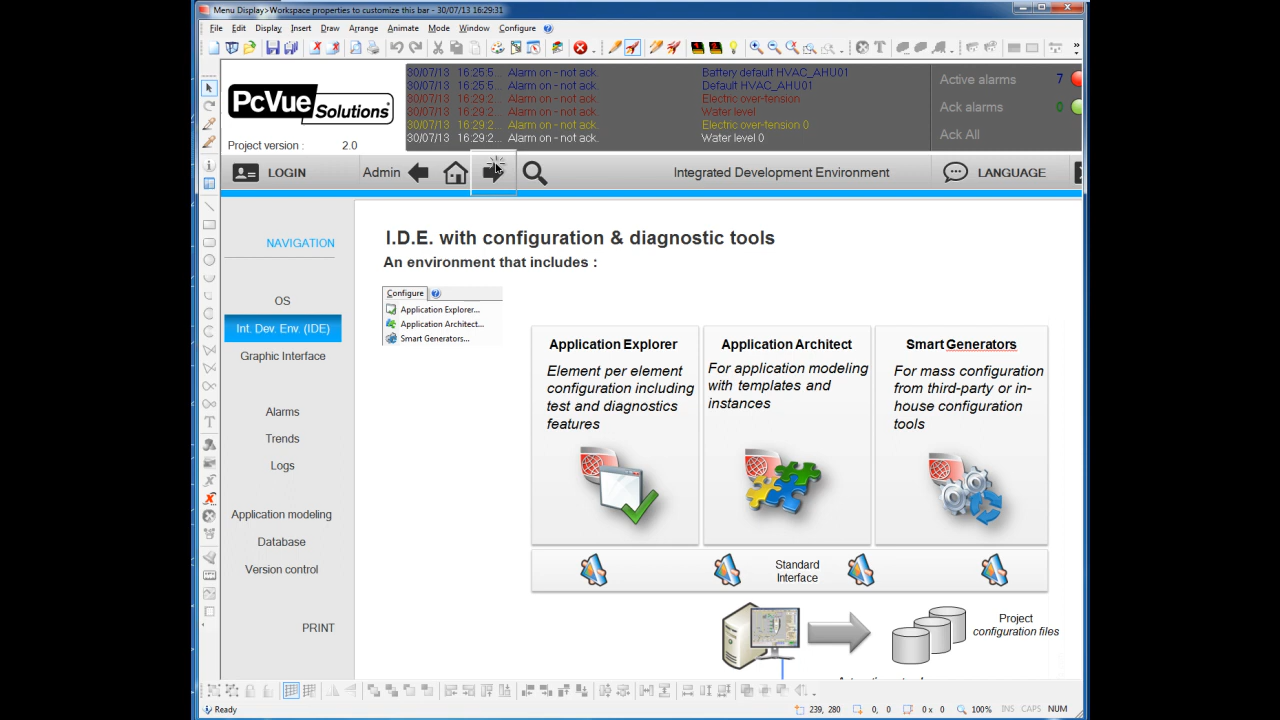 Menu Display>Workspace properties to customize this bar - 30/07/13 16:29:31
File Edit Display Insert Draw Arrange Animate Mode Window Configure
30/07/13 16:25:5... Alarm on - not ack. Battery default HVAC_AHU01
30/07/13 16:25:5... Alarm on - not ack. Default HVAC_AHU01
30/07/13 16:29:2... Alarm on - not ack. Electric over-tension
30/07/13 16:29:2... Alarm on - not ack. Water level
30/07/13 16:29:2... Alarm on - not ack. Electric over-tension 0
30/07/13 16:29:2... Alarm on - not ack. Water level 0
Active alarms 7
Ack alarms 0
Ack All
PcVue Solutions®
Project version : 2.0
LOGIN Admin Integrated Development Environment LANGUAGE
NAVIGATION
OS
Int. Dev. Env. (IDE)
Graphic Interface
Alarms
Trends
Logs
Application modeling
Database
Version control
PRINT
I.D.E. with configuration & diagnostic tools
An environment that includes :
Configure
Application Explorer...
Application Architect...
Smart Generators...
Application Explorer
Element per element
configuration including
test and diagnostics
features
Application Architect
For application modeling
with templates and
instances
Smart Generators
For mass configuration
from third-party or in-
house configuration
tools
Standard
Interface
Project
configuration files
Ready 239, 280 0, 0 0 x 0 100% INS CAPS NUM